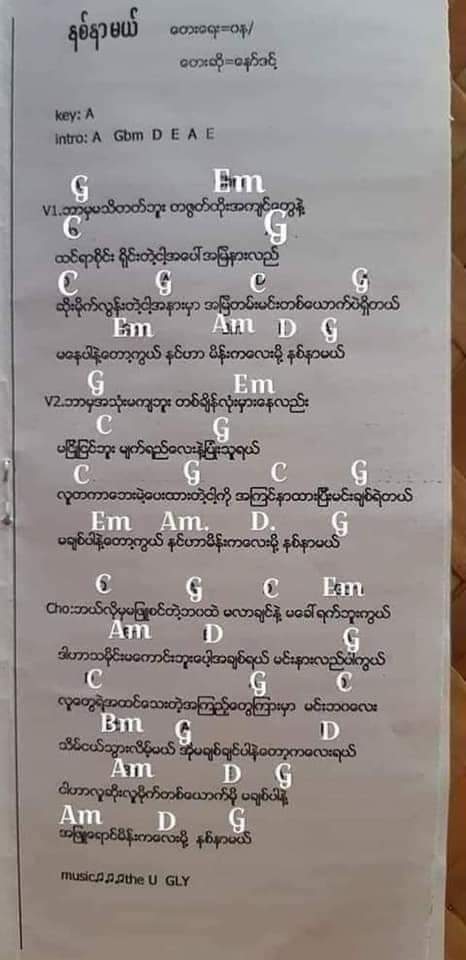 နစ်နာမယ် တေးရေး=ဝန/
တေးဆို=နော်ဒင့်
key: A
intro: A Gbm D E A E
G Em
V1.ဘာမှမသိတတ်ဘူး တဇွတ်ထိုးအကျင့်တွေနဲ့
C G
ထင်ရာစိုင်း ရိုင်းတဲ့ငါ့အပေါ် အမြဲနားလည်
C G C G
ဆိုးမိုက်လွန်းတဲ့ငါ့အနားမှာ အမြဲတမ်းမင်းတစ်ယောက်ပဲရှိတယ်
Em Am D G
မနေပါနဲ့တော့ကွယ် နင်ဟာ မိန်းကလေးမို့ နစ်နာမယ်
G Em
V2.ဘာမှအသုံးမကျဘူး တစ်ချိန်လုံးမှားနေလည်း
C G
မငြိုငြင်ဘူး မျက်ရည်လေးနဲ့ပြုံးသူရယ်
C G C G
လူတကာဘေးမဲ့ပေးထားတဲ့ငါ့ကို အကြင်နာထားပြီးမင်းချစ်ရဲတယ်
Em Am. D. G
မချစ်ပါနဲ့တော့ကွယ် နင်ဟာမိန်းကလေးမို့ နစ်နာမယ်
C G C Em
Cho:ဘယ်လိုမှမဖြူစင်တဲ့ဘဝထဲ မလာချင်နဲ့ မခေါ်ရက်ဘူးကွယ်
Am D G
ဒါဟာသမိုင်းမကောင်းဘူးပေါ့အချစ်ရယ် မင်းနားလည်ပါကွယ်
C G C
လူတွေရဲ့အထင်သေးတဲ့အကြည့်တွေကြားမှာ မင်းဘဝလေး
Bm G D
သိမ်ငယ်သွားလိမ့်မယ် အဲ့မချစ်ချင်ပါနဲ့တော့ကလေးရယ်
Am D G
ငါဟာလူဆိုးလူမိုက်တစ်ယောက်မို့ မချစ်ပါနဲ့
Am D G
အဖြူရောင်မိန်းကလေးမို့ နစ်နာမယ်
music♫♫♫the U GLY